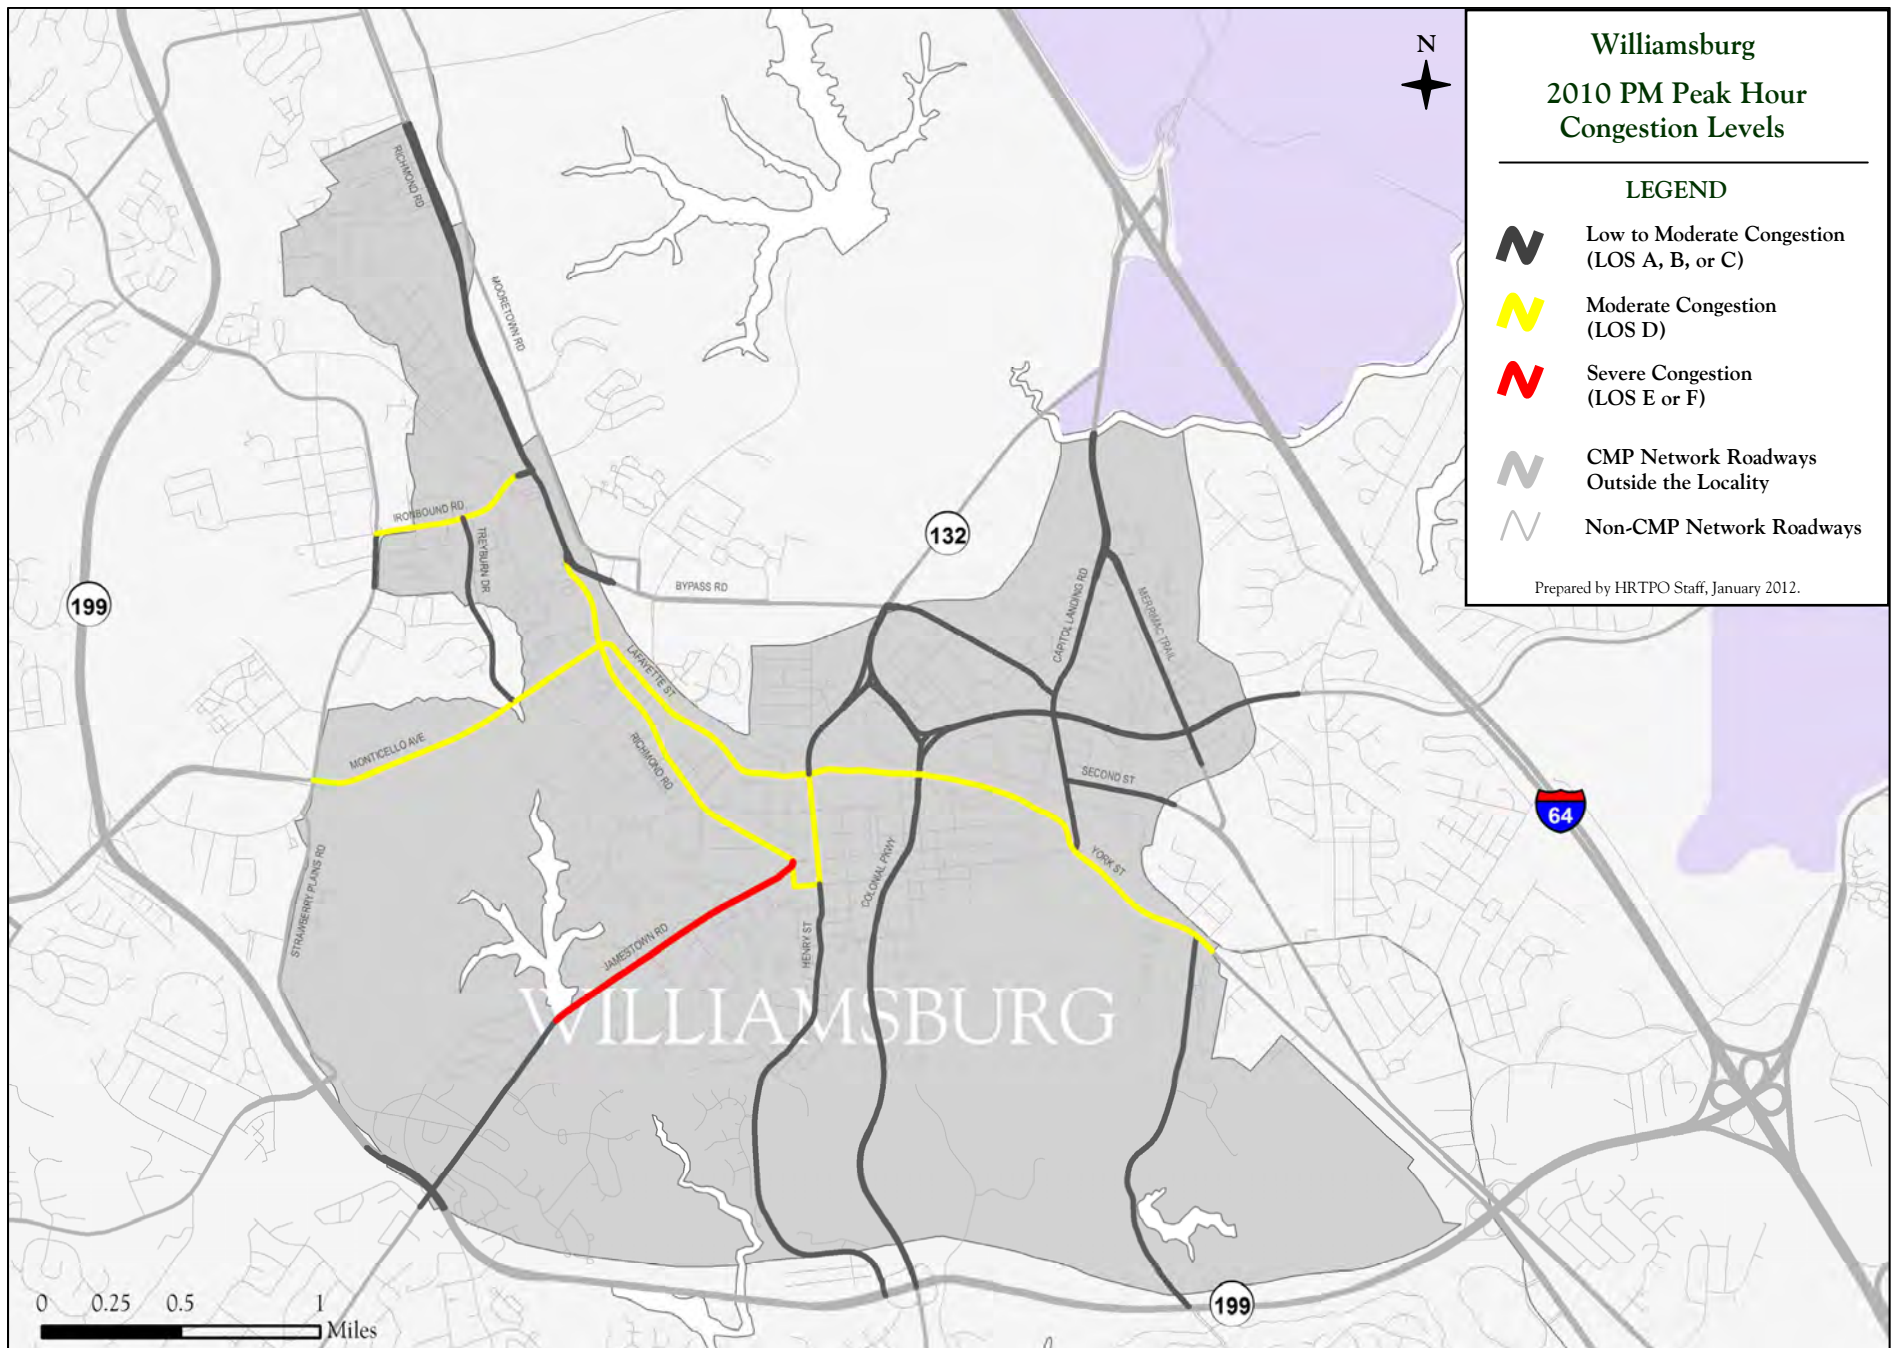 Williamsburg
2010 PM Peak Hour
Congestion Levels
LEGEND
Low to Moderate Congestion
(LOS A, B, or C)
Moderate Congestion
(LOS D)
Severe Congestion
(LOS E or F)
CMP Network Roadways
Outside the Locality
Non-CMP Network Roadways
Prepared by HRTPO Staff, January 2012.
N
RICHMOND RD
MOORETOWN RD
IRONBOUND RD
TREYBURN DR
132
BYPASS RD
CAPITOL LANDING RD
MERRIMAC TRAIL
199
LAFAYETTE ST
MONTICELLO AVE
RICHMOND RD
SECOND ST
64
STRAWBERRY PLAINS RD
COLONIAL PKWY
YORK ST
JAMESTOWN RD
HENRY ST
WILLIAMSBURG
199
0 0.25 0.5 1
Miles